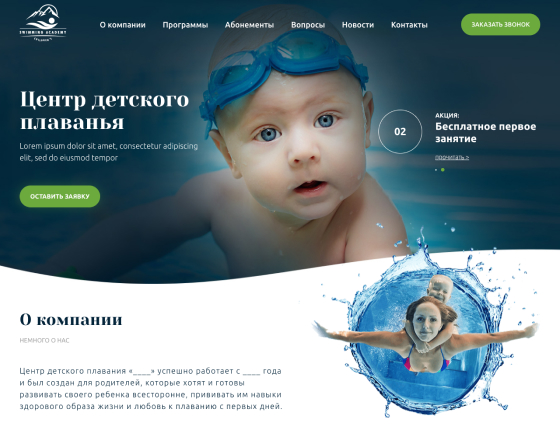 SWIMMING ACADEMY
О компании
Программы
Абонементы
Вопросы
Новости
Контакты
ЗАКАЗАТЬ ЗВОНОК
Центр детского
плаванья
Lorem ipsum dolor sit amet, consectetur adipiscing
elit, sed do eiusmod tempor
ОСТАВИТЬ ЗАЯВКУ
02
АКЦИЯ:
Бесплатное первое
занятие
прочитать >
О компании
НЕМНОГО О НАС
Центр детского плавания «____» успешно работает с ____ года
и был создан для родителей, которые хотят и готовы
развивать своего ребенка всесторонне, прививать им навыки
здорового образа жизни и любовь к плаванию с первых дней.